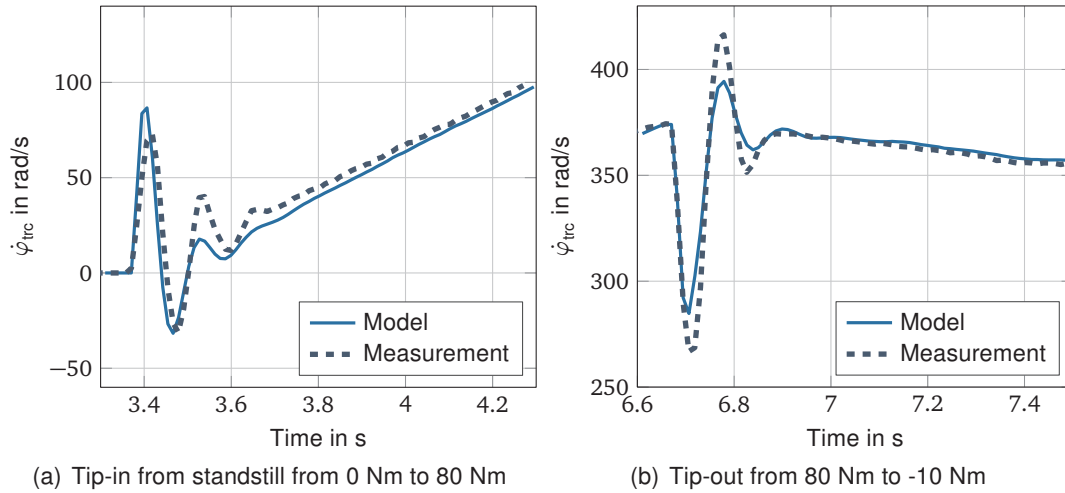 100
50
0
−50
φ̇trc in rad/s
3.4 3.6 3.8 4 4.2
Time in s
Model
Measurement
(a) Tip-in from standstill from 0 Nm to 80 Nm
400
350
300
250
φ̇trc in rad/s
6.6 6.8 7 7.2 7.4
Time in s
Model
Measurement
(b) Tip-out from 80 Nm to -10 Nm